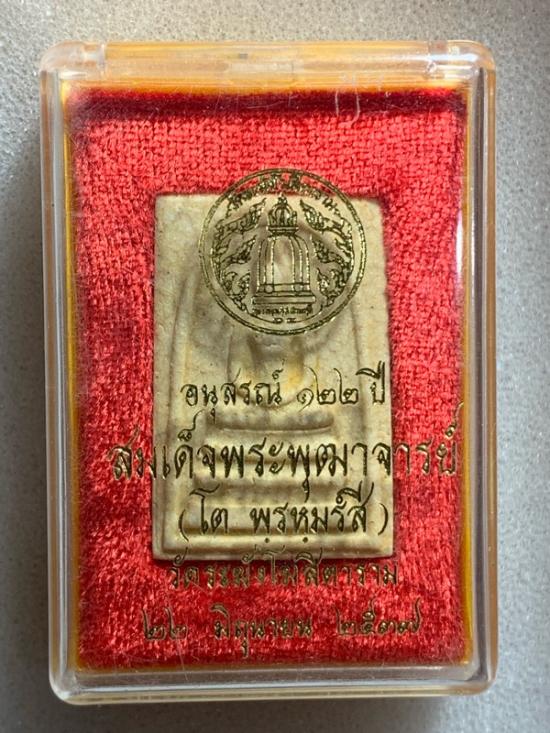 อนุสรณ์ ๑๒๒ ปี
สมเด็จพระพุฒาจารย์
(โต พฺรหฺมรํสี)
วัดระฆังโฆสิตาราม
๒๒ มิถุนายน ๒๕๓๗